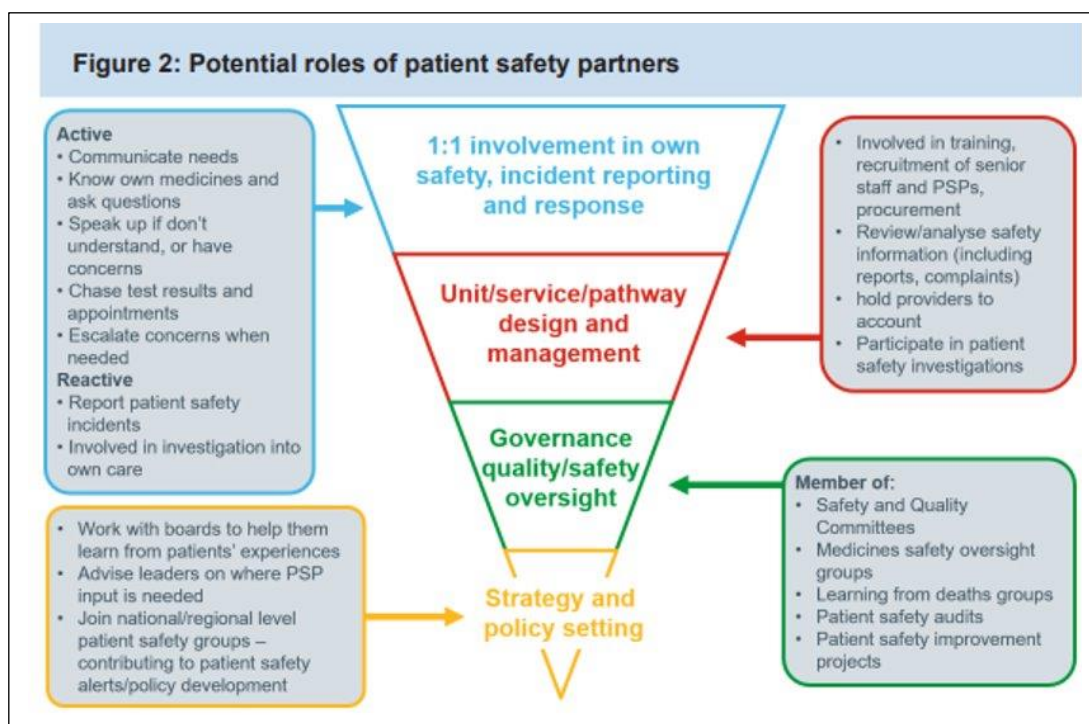 Figure 2: Potential roles of patient safety partners
Active
• Communicate needs
• Know own medicines and
ask questions
• Speak up if don't
understand, or have
concerns
• Chase test results and
appointments
• Escalate concerns when
needed
Reactive
• Report patient safety
incidents
• Involved in investigation into
own care
1:1 involvement in own
safety, incident reporting
and response
• Involved in training,
recruitment of senior
staff and PSPs,
procurement
• Review/analyse safety
information (including
reports, complaints)
• hold providers to
account
• Participate in patient
safety investigations
Unit/service/pathway
design and
management
Governance
quality/safety
oversight
Member of:
• Safety and Quality
Committees
• Medicines safety oversight
groups
• Learning from deaths groups
• Patient safety audits
• Patient safety improvement
projects
• Work with boards to help them
learn from patients' experiences
• Advise leaders on where PSP
input is needed
• Join national/regional level
patient safety groups –
contributing to patient safety
alerts/policy development
Strategy and
policy setting